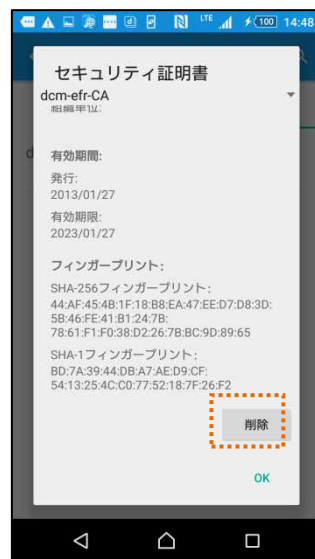 LTE 100 14:48
セキュリティ証明書
dcm-efr-CA
組織単位:
d
有効期間:
発行:
2013/01/27
有効期限:
2023/01/27
フィンガープリント:
SHA-256フィンガープリント:
44:AF:45:4B:1F:18:B8:EA:47:EE:D7:D8:3D:
5B:46:FE:41:B1:24:7B:
78:61:F1:F0:38:D2:26:7B:BC:9D:89:65
SHA-1フィンガープリント:
BD:7A:39:44:DB:A7:AE:D9:CF:
54:13:25:4C:C0:77:52:18:7F:26:F2
削除
OK